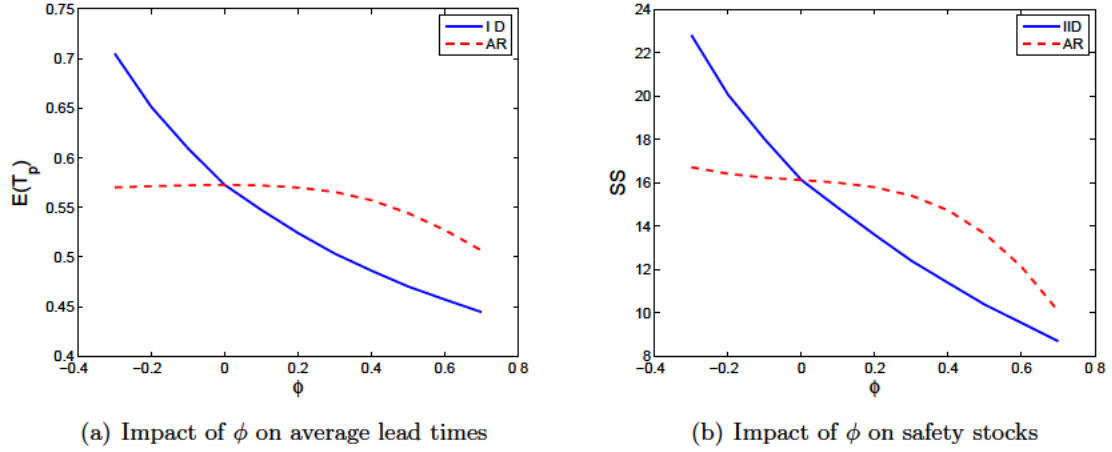 0.75
0.7
0.65
0.6
0.55
0.5
0.45
0.4
E(T_p)
−0.4 −0.2 0 0.2 0.4 0.6 0 8
ϕ
I D
AR
(a) Impact of ϕ on average lead times
24
22
20
18
16
14
12
10
8
SS
−0.4 −0.2 0 0.2 0.4 0.6 0 8
ϕ
IID
AR
(b) Impact of ϕ on safety stocks